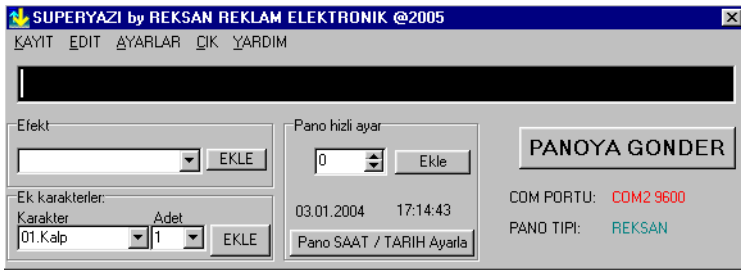 SUPERYAZI by REKSAN REKLAM ELEKTRONIK @2005
KAYIT EDIT AYARLAR CIK YARDIM
Efekt
EKLE
Pano hizli ayar
0 Ekle
PANOYA GONDER
Ek karakterler:
Karakter Adet
01.Kalp 1 EKLE
03.01.2004 17:14:43
Pano SAAT / TARIH Ayarla
COM PORTU: COM2 9600
PANO TIPI: REKSAN